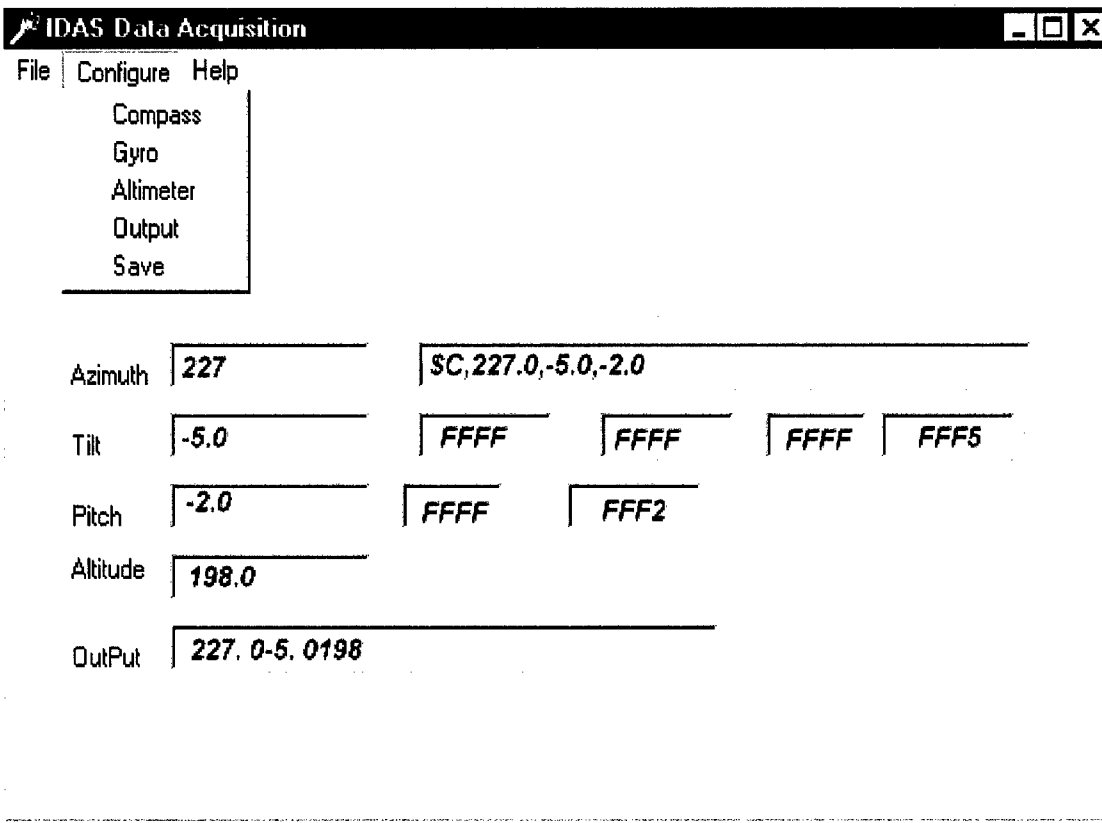 IDAS Data Acquisition
File Configure Help
Compass
Gyro
Altimeter
Output
Save
Azimuth 227 $C,227.0,-5.0,-2.0
Tilt -5.0 FFFF FFFF FFFF FFF5
Pitch -2.0 FFFF FFF2
Altitude 198.0
OutPut 227. 0-5. 0198